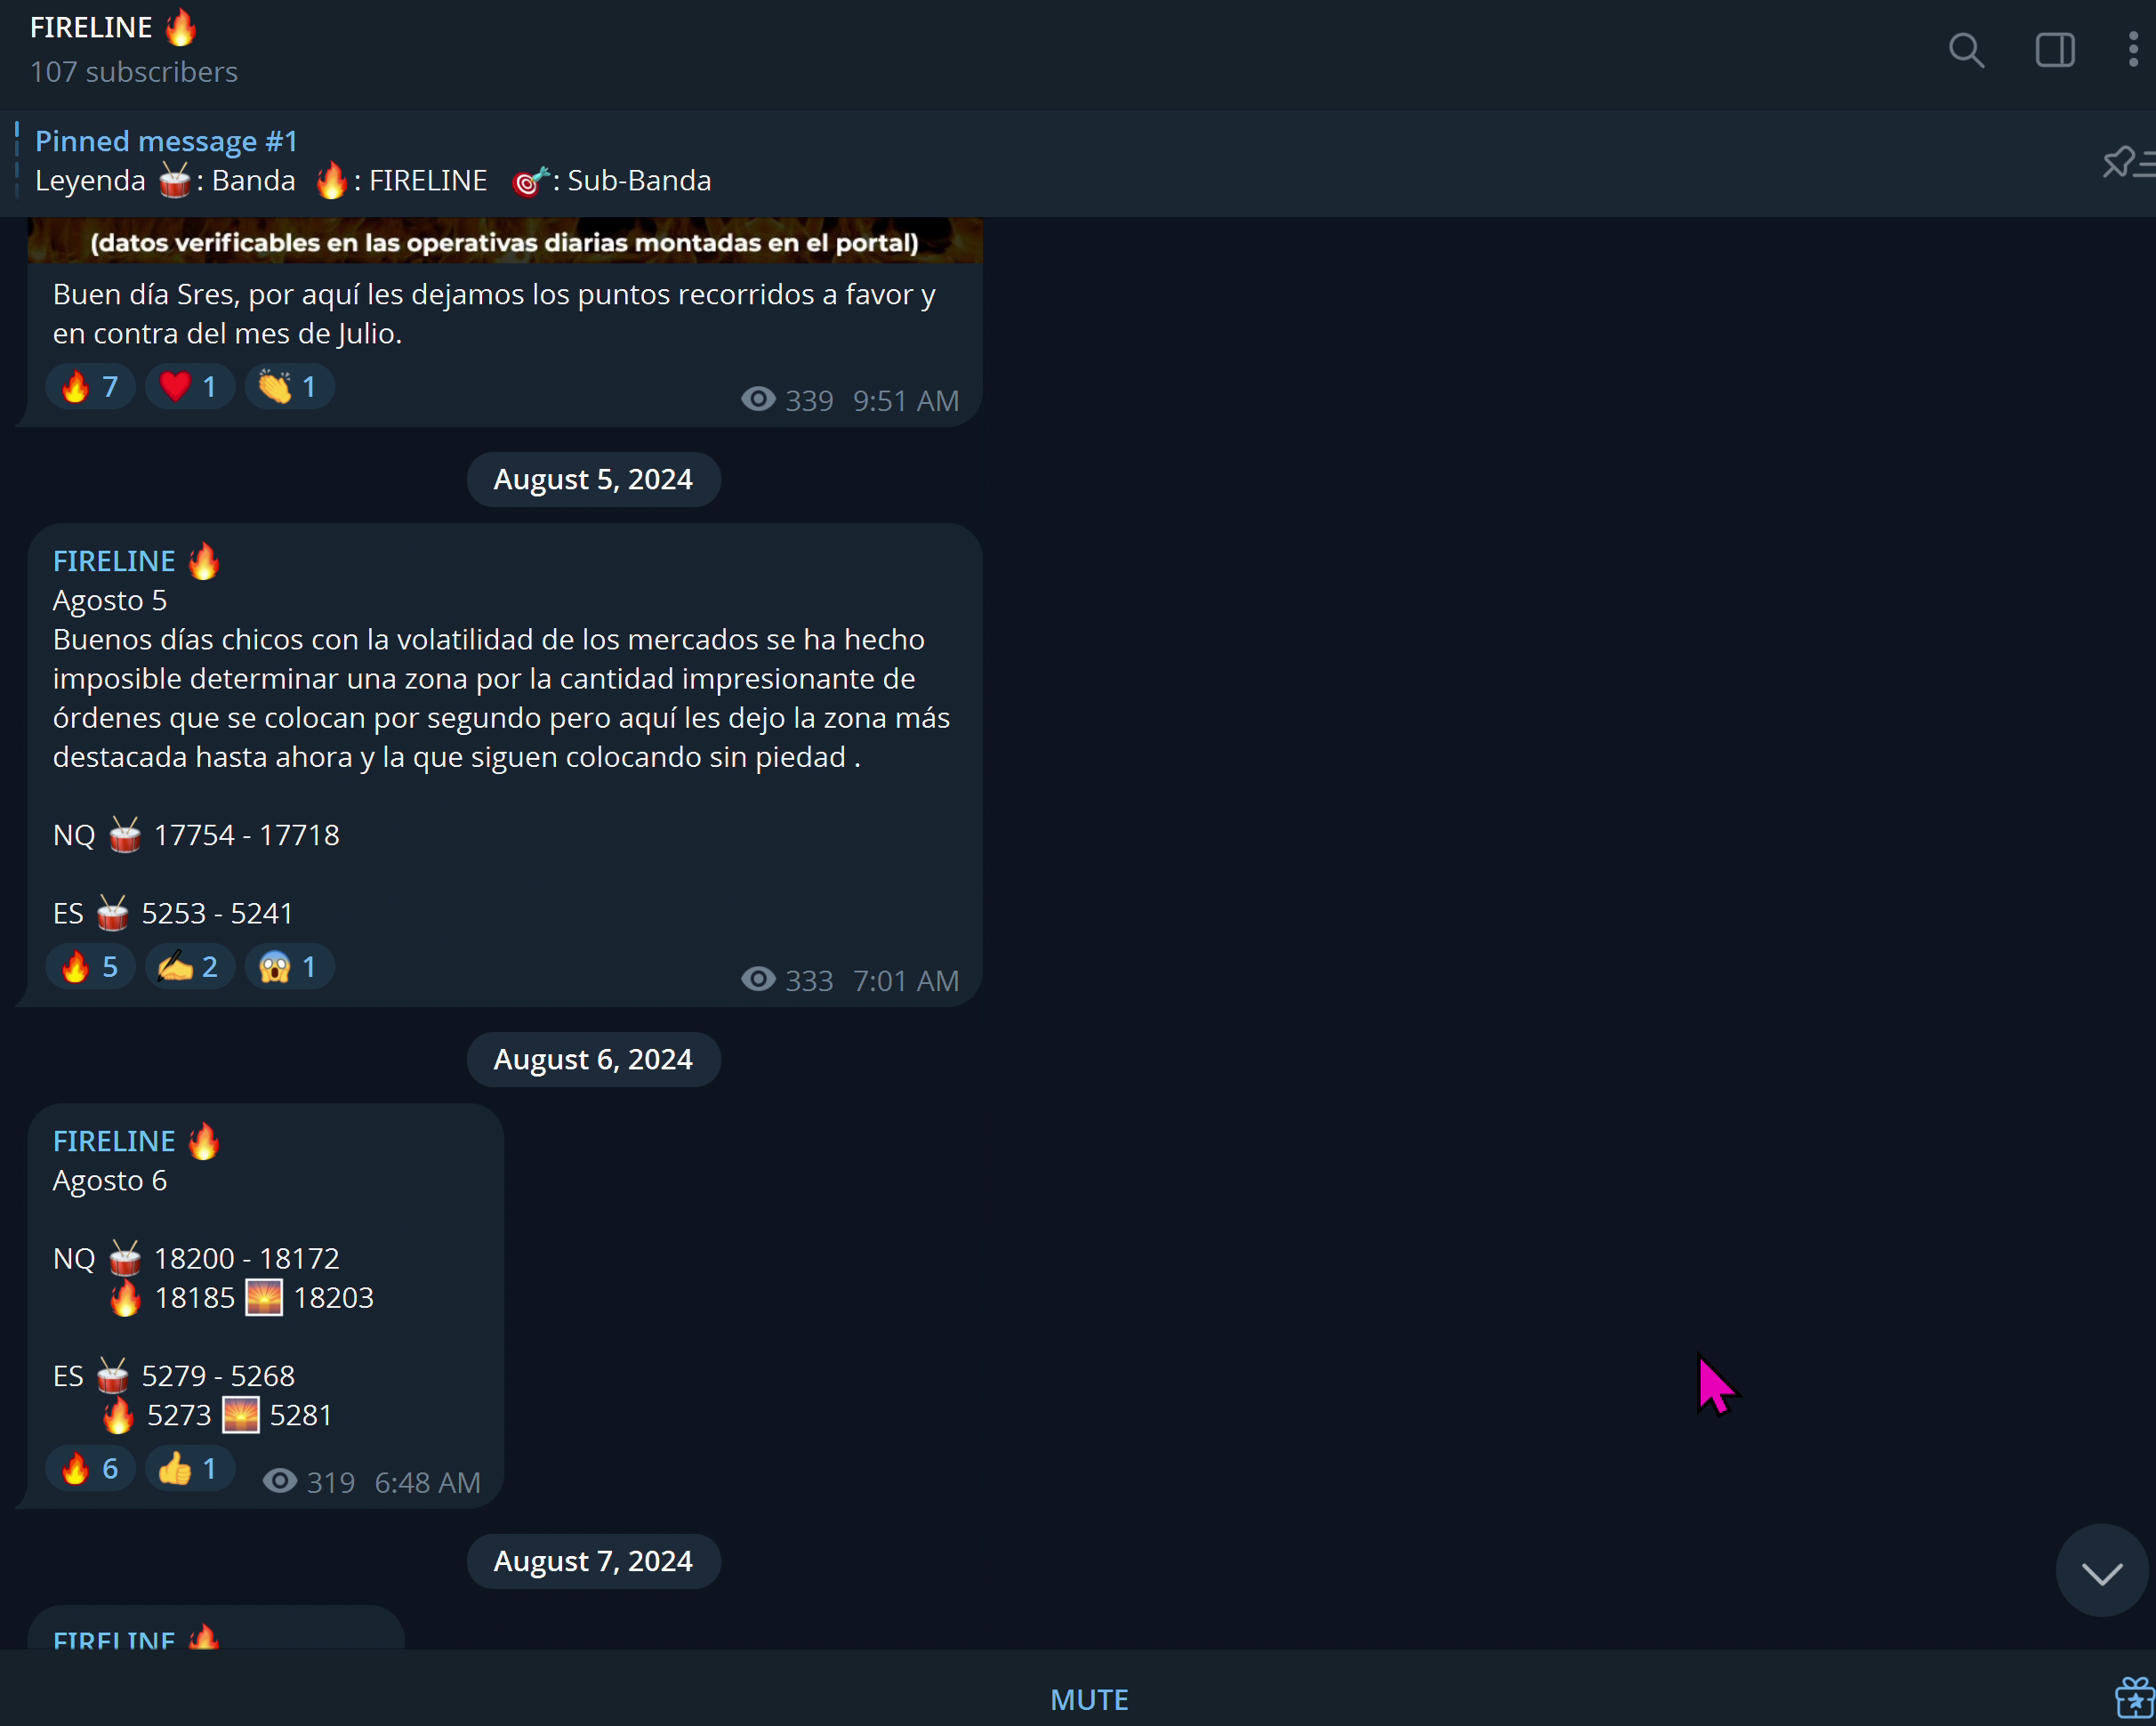 FIRELINE 🔥
107 subscribers
Pinned message #1
Leyenda 🥁: Banda 🔥: FIRELINE 🎯: Sub-Banda
(datos verificables en las operativas diarias montadas en el portal)
Buen día Sres, por aquí les dejamos los puntos recorridos a favor y
en contra del mes de Julio.
🔥 7 ❤️ 1 👏 1 339 9:51 AM
August 5, 2024
FIRELINE 🔥
Agosto 5
Buenos días chicos con la volatilidad de los mercados se ha hecho
imposible determinar una zona por la cantidad impresionante de
órdenes que se colocan por segundo pero aquí les dejo la zona más
destacada hasta ahora y la que siguen colocando sin piedad .
NQ 🥁 17754 - 17718
ES 🥁 5253 - 5241
🔥 5 ✍️ 2 😱 1 333 7:01 AM
August 6, 2024
FIRELINE 🔥
Agosto 6
NQ 🥁 18200 - 18172
🔥 18185 🌅 18203
ES 🥁 5279 - 5268
🔥 5273 🌅 5281
🔥 6 👍 1 319 6:48 AM
August 7, 2024
FIRELINE 🔥
MUTE